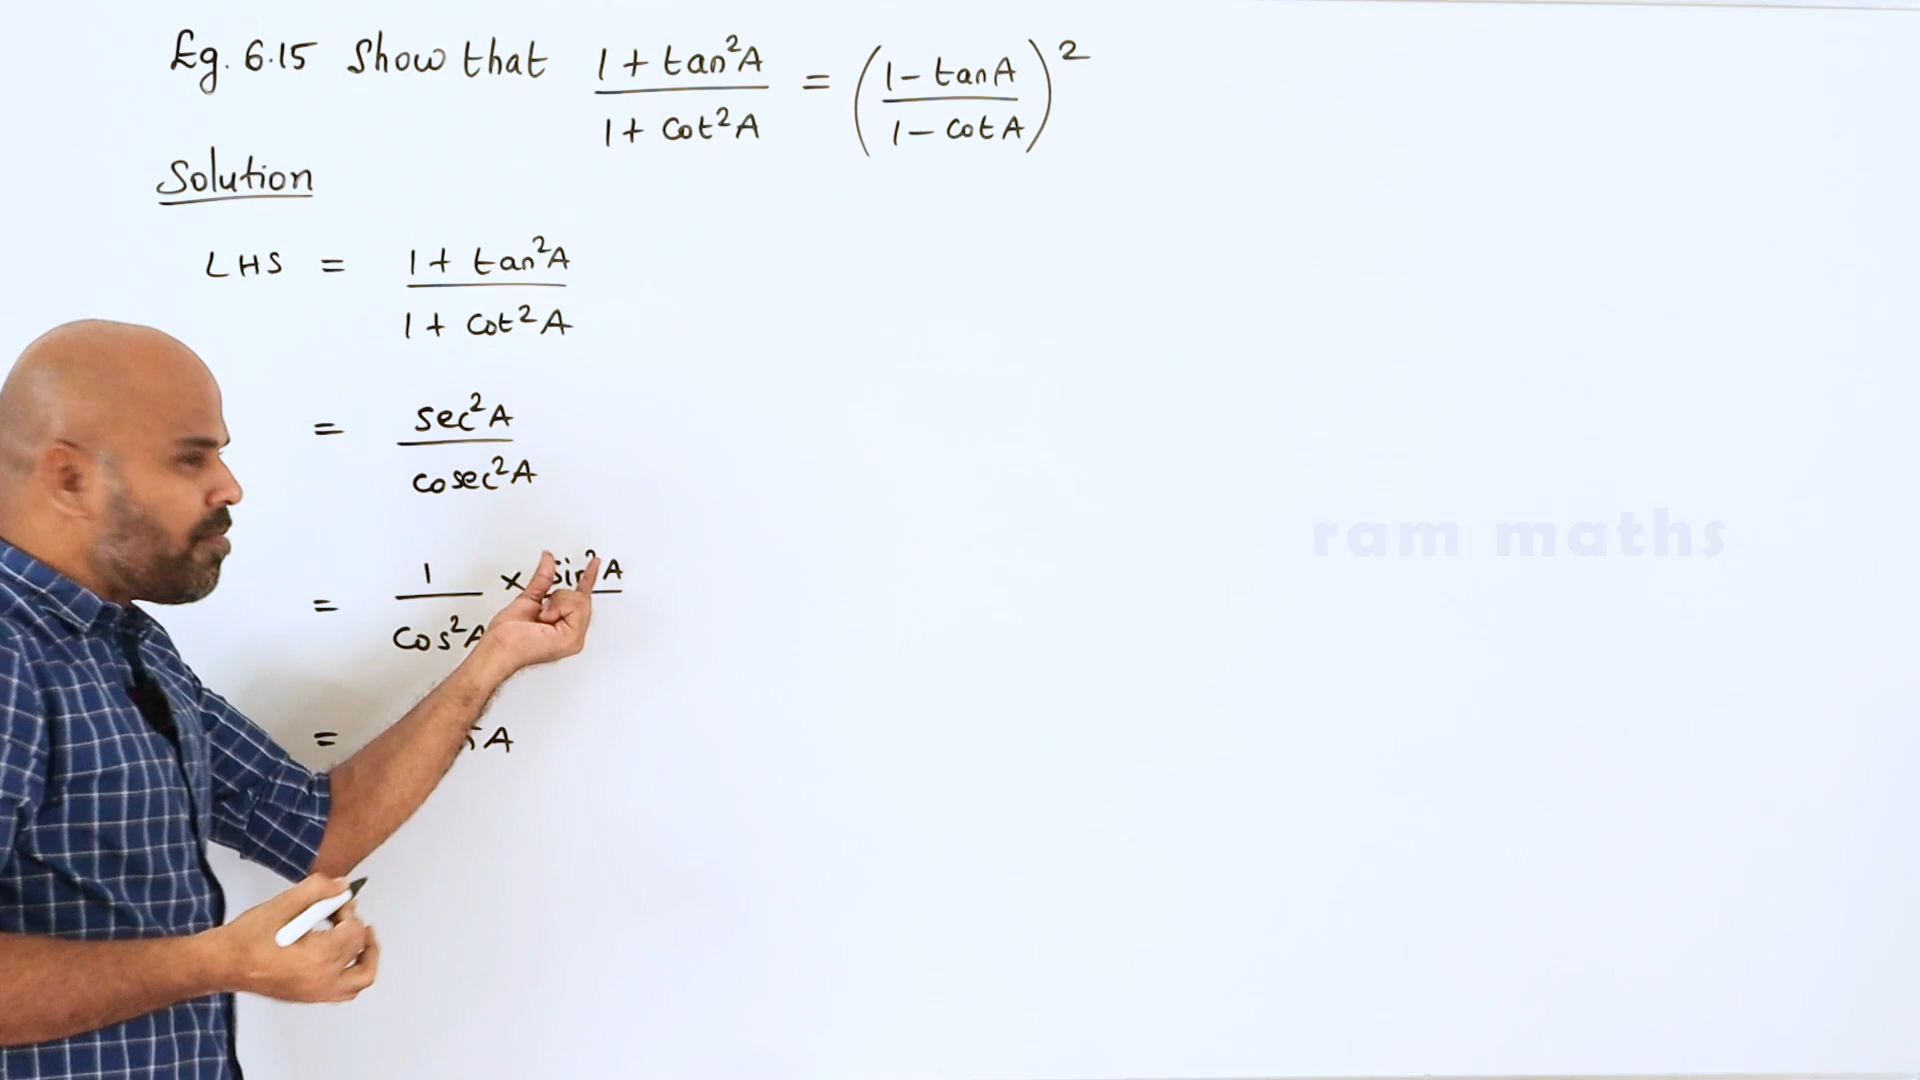 Eg. 6.15 Show that (1 + tan²A)/(1 + cot²A) = ((1 - tanA)/(1 - cotA))²
Solution
LHS = (1 + tan²A)/(1 + cot²A)
= sec²A/cosec²A
= 1/cos²A × sin²A
= A
ram maths